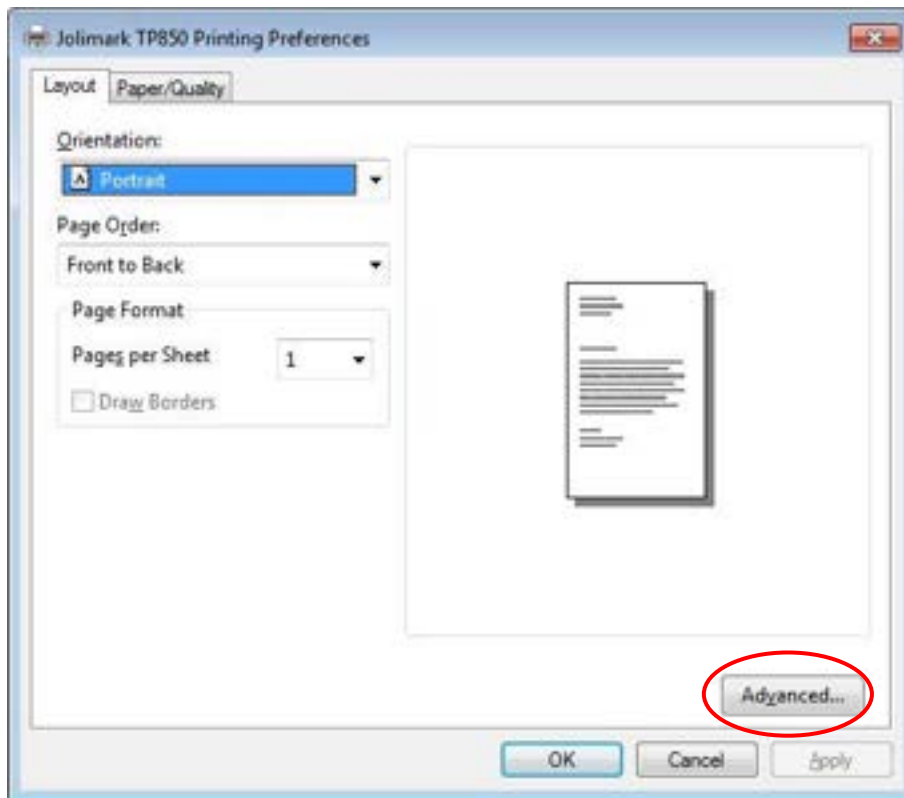 Jolimark TP850 Printing Preferences
Layout Paper/Quality
Orientation:
Portrait
Page Order:
Front to Back
Page Format
Pages per Sheet 1
Draw Borders
Advanced...
OK Cancel Apply